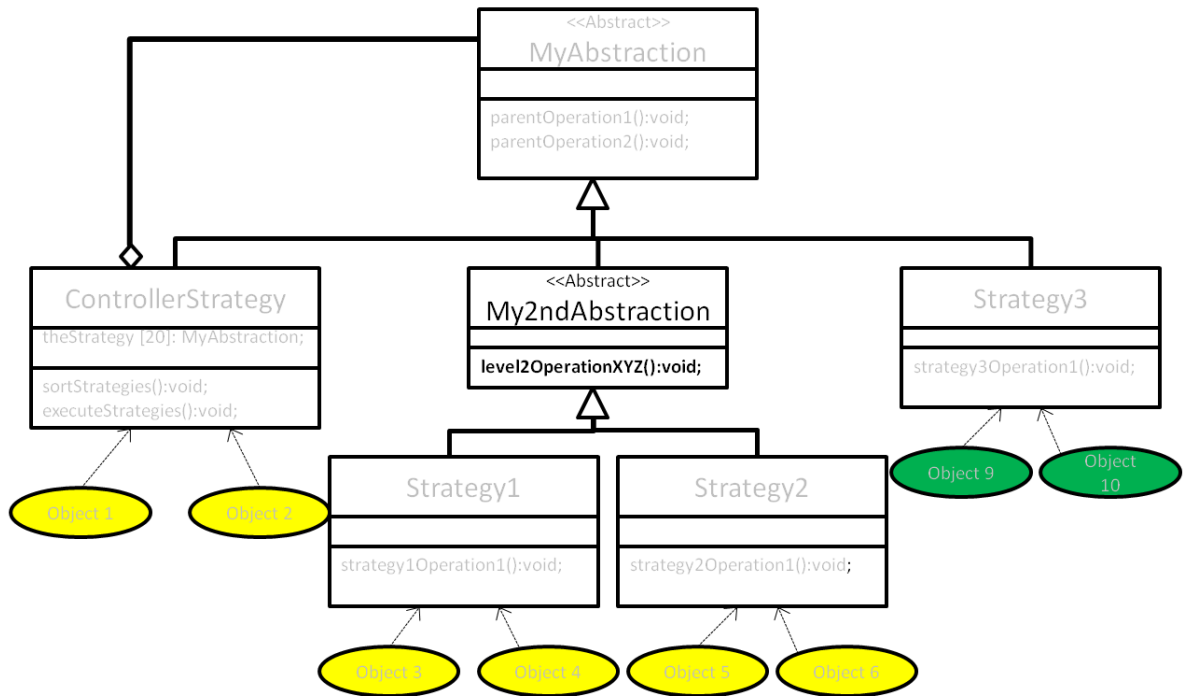 <<Abstract>>
MyAbstraction
parentOperation1():void;
parentOperation2():void;
ControllerStrategy
theStrategy [20]: MyAbstraction;
sortStrategies():void;
executeStrategies():void;
<<Abstract>>
My2ndAbstraction
level2OperationXYZ():void;
Strategy3
strategy3Operation1():void;
Object 9
Object
10
Object 1
Object 2
Strategy1
strategy1Operation1():void;
Strategy2
strategy2Operation1():void;
Object 3
Object 4
Object 5
Object 6